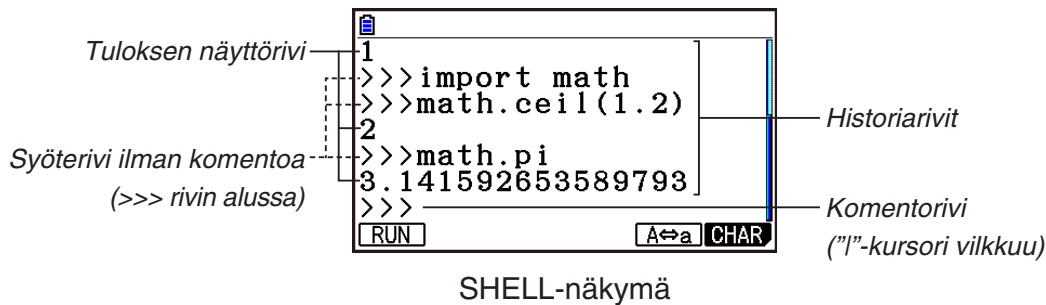 Tuloksen näyttörivi
1
>>>import math
>>>math.ceil(1.2)
2
>>>math.pi
3.141592653589793
>>>
RUN
A⇔a
CHAR
Syöterivi ilman komentoa
(>>> rivin alussa)
Historiarivit
Komentorivi
("|"-kursori vilkkuu)
SHELL-näkymä